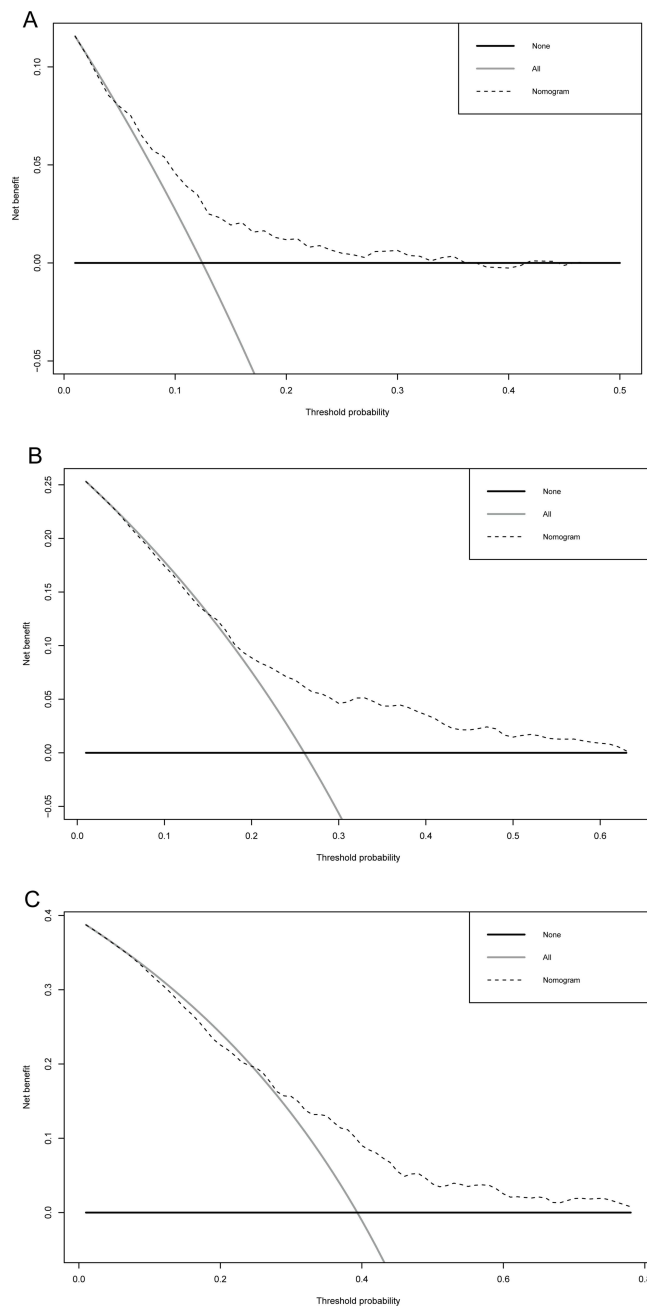 A
None
All
Nomogram
Net benefit
0.10
0.05
0.00
−0.05
0.0 0.1 0.2 0.3 0.4 0.5
Threshold probability
B
None
All
Nomogram
Net benefit
0.25
0.20
0.15
0.10
0.05
0.00
−0.05
0.0 0.1 0.2 0.3 0.4 0.5 0.6
Threshold probability
C
None
All
Nomogram
Net benefit
0.4
0.3
0.2
0.1
0.0
0.0 0.2 0.4 0.6 0.8
Threshold probability